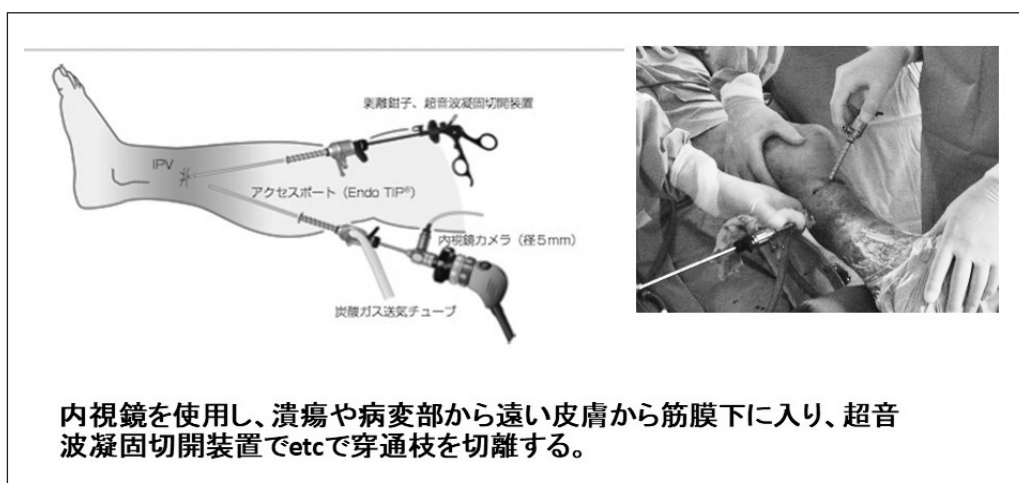 剥離鉗子、超音波凝固切開装置
IPV
アクセスポート（Endo TIP®）
内視鏡カメラ（径5mm）
炭酸ガス送気チューブ
内視鏡を使用し、潰瘍や病変部から遠い皮膚から筋膜下に入り、超音
波凝固切開装置でetcで穿通枝を切離する。